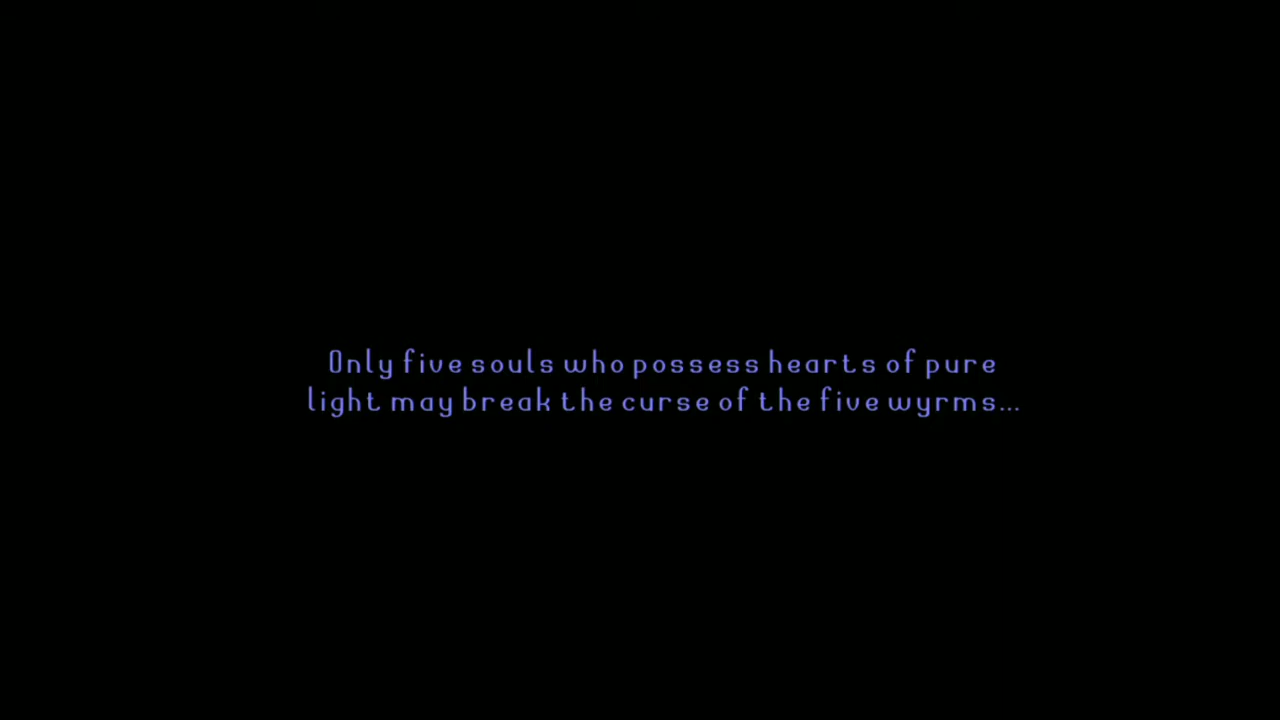 Only five souls who possess hearts of pure
light may break the curse of the five wyrms...